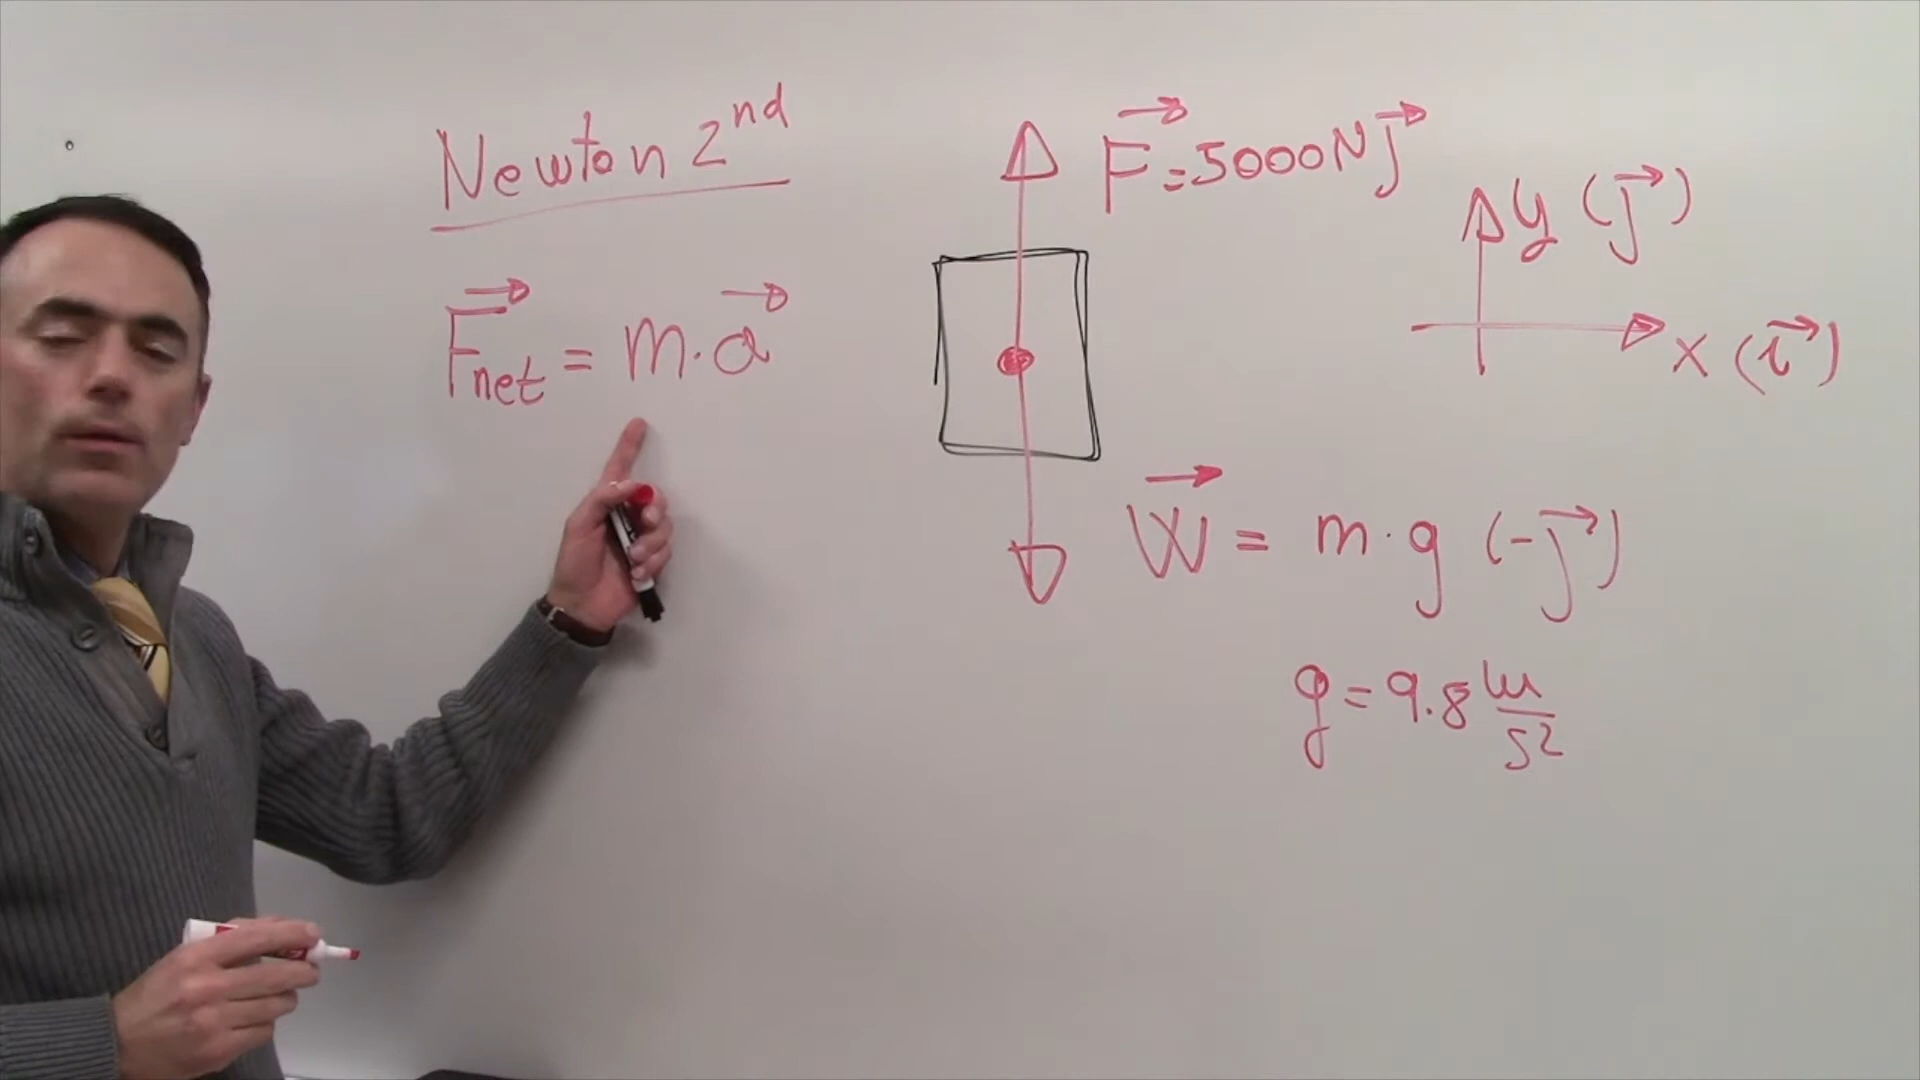 Newton 2nd
F⃗net = m·a⃗
F⃗=5000N j⃗
y (j⃗)
x (i⃗)
W⃗ = m·g (-j⃗)
g=9.8 m/s²